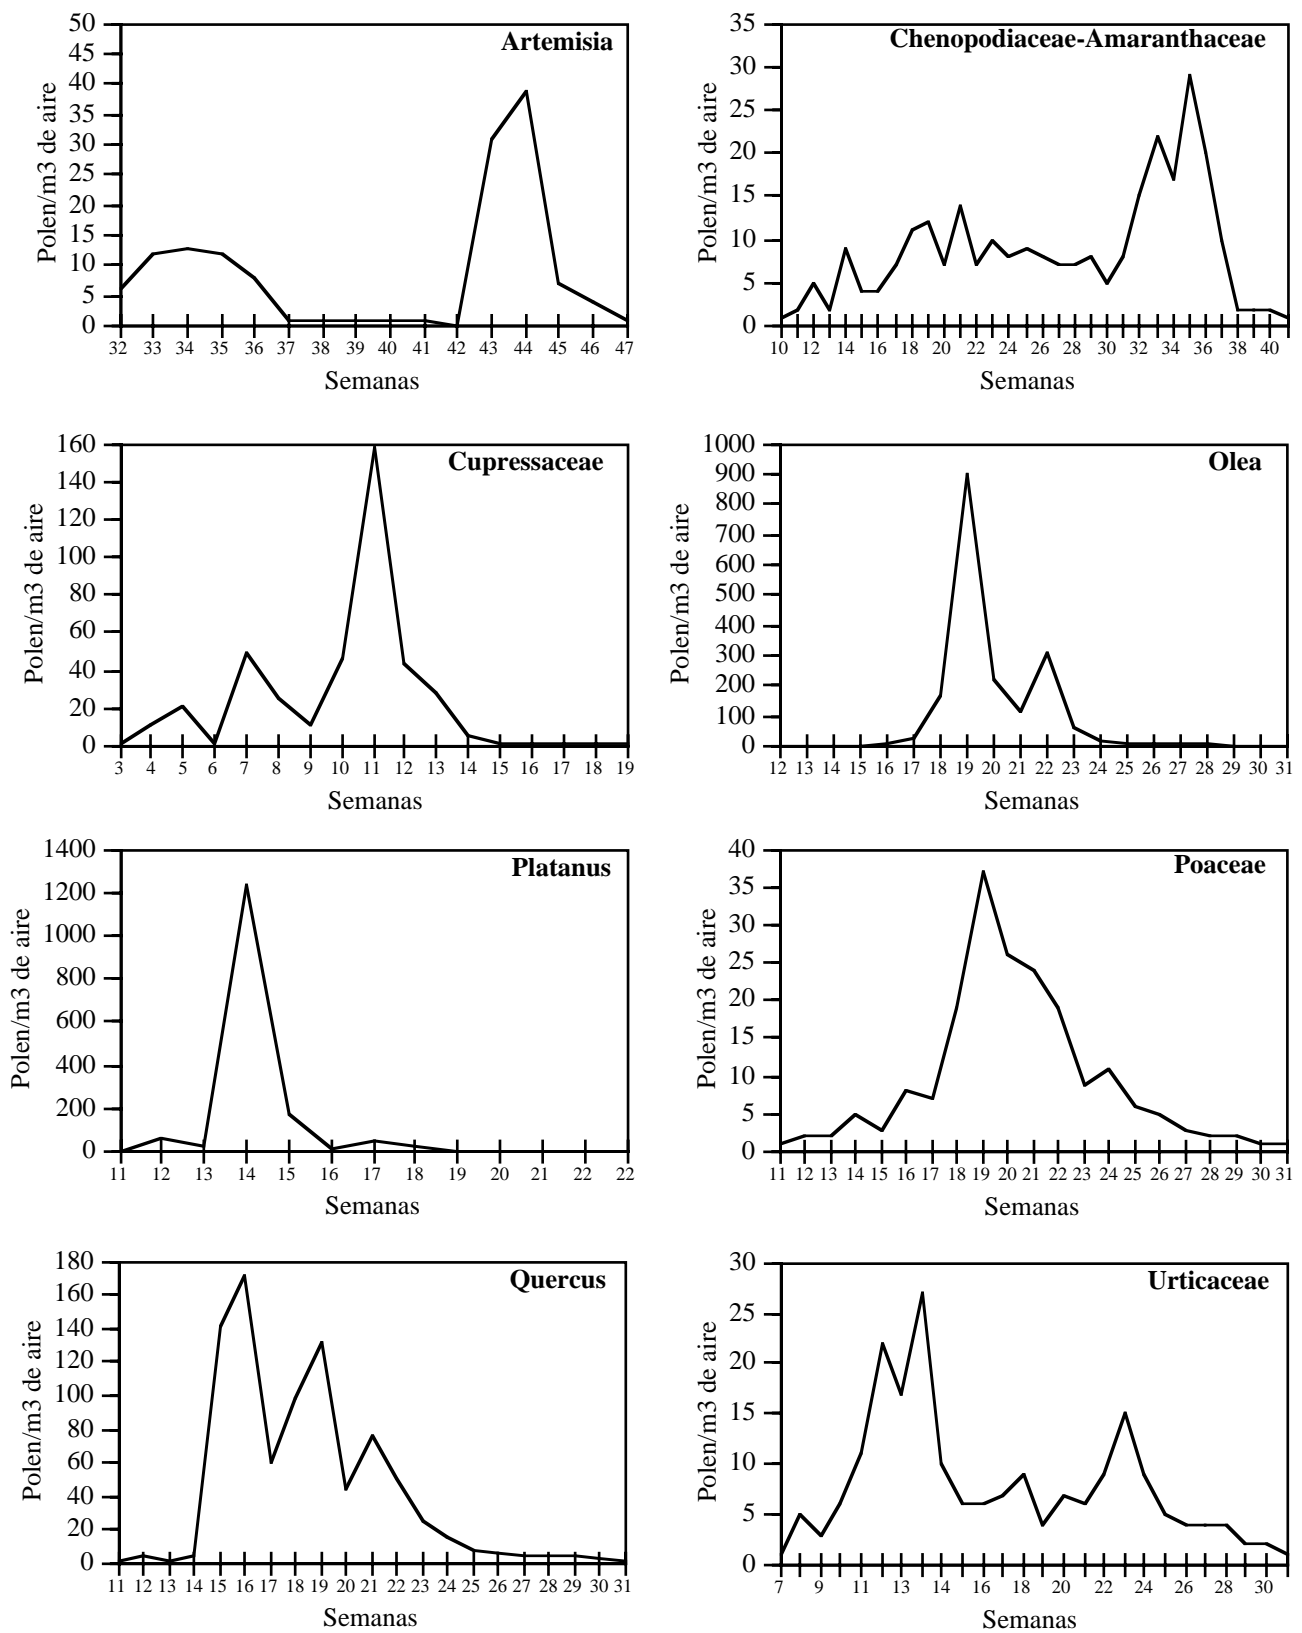 Artemisia
Polen/m3 de aire
50
45
40
35
30
25
20
15
10
5
0
32 33 34 35 36 37 38 39 40 41 42 43 44 45 46 47
Semanas
Chenopodiaceae-Amaranthaceae
Polen/m3 de aire
35
30
25
20
15
10
5
0
10 12 14 16 18 20 22 24 26 28 30 32 34 36 38 40
Semanas
Cupressaceae
Polen/m3 de aire
160
140
120
100
80
60
40
20
0
3 4 5 6 7 8 9 10 11 12 13 14 15 16 17 18 19
Semanas
Olea
Polen/m3 de aire
1000
900
800
700
600
500
400
300
200
100
0
12 13 14 15 16 17 18 19 20 21 22 23 24 25 26 27 28 29 30 31
Semanas
Platanus
Polen/m3 de aire
1400
1200
1000
800
600
400
200
0
11 12 13 14 15 16 17 18 19 20 21 22 22
Semanas
Poaceae
Polen/m3 de aire
40
35
30
25
20
15
10
5
0
11 12 13 14 15 16 17 18 19 20 21 22 23 24 25 26 27 28 29 30 31
Semanas
Quercus
Polen/m3 de aire
180
160
140
120
100
80
60
40
20
0
11 12 13 14 15 16 17 18 19 20 21 22 23 24 25 26 27 28 29 30 31
Semanas
Urticaceae
Polen/m3 de aire
30
25
20
15
10
5
0
7 9 11 13 14 16 18 20 22 24 26 28 30
Semanas